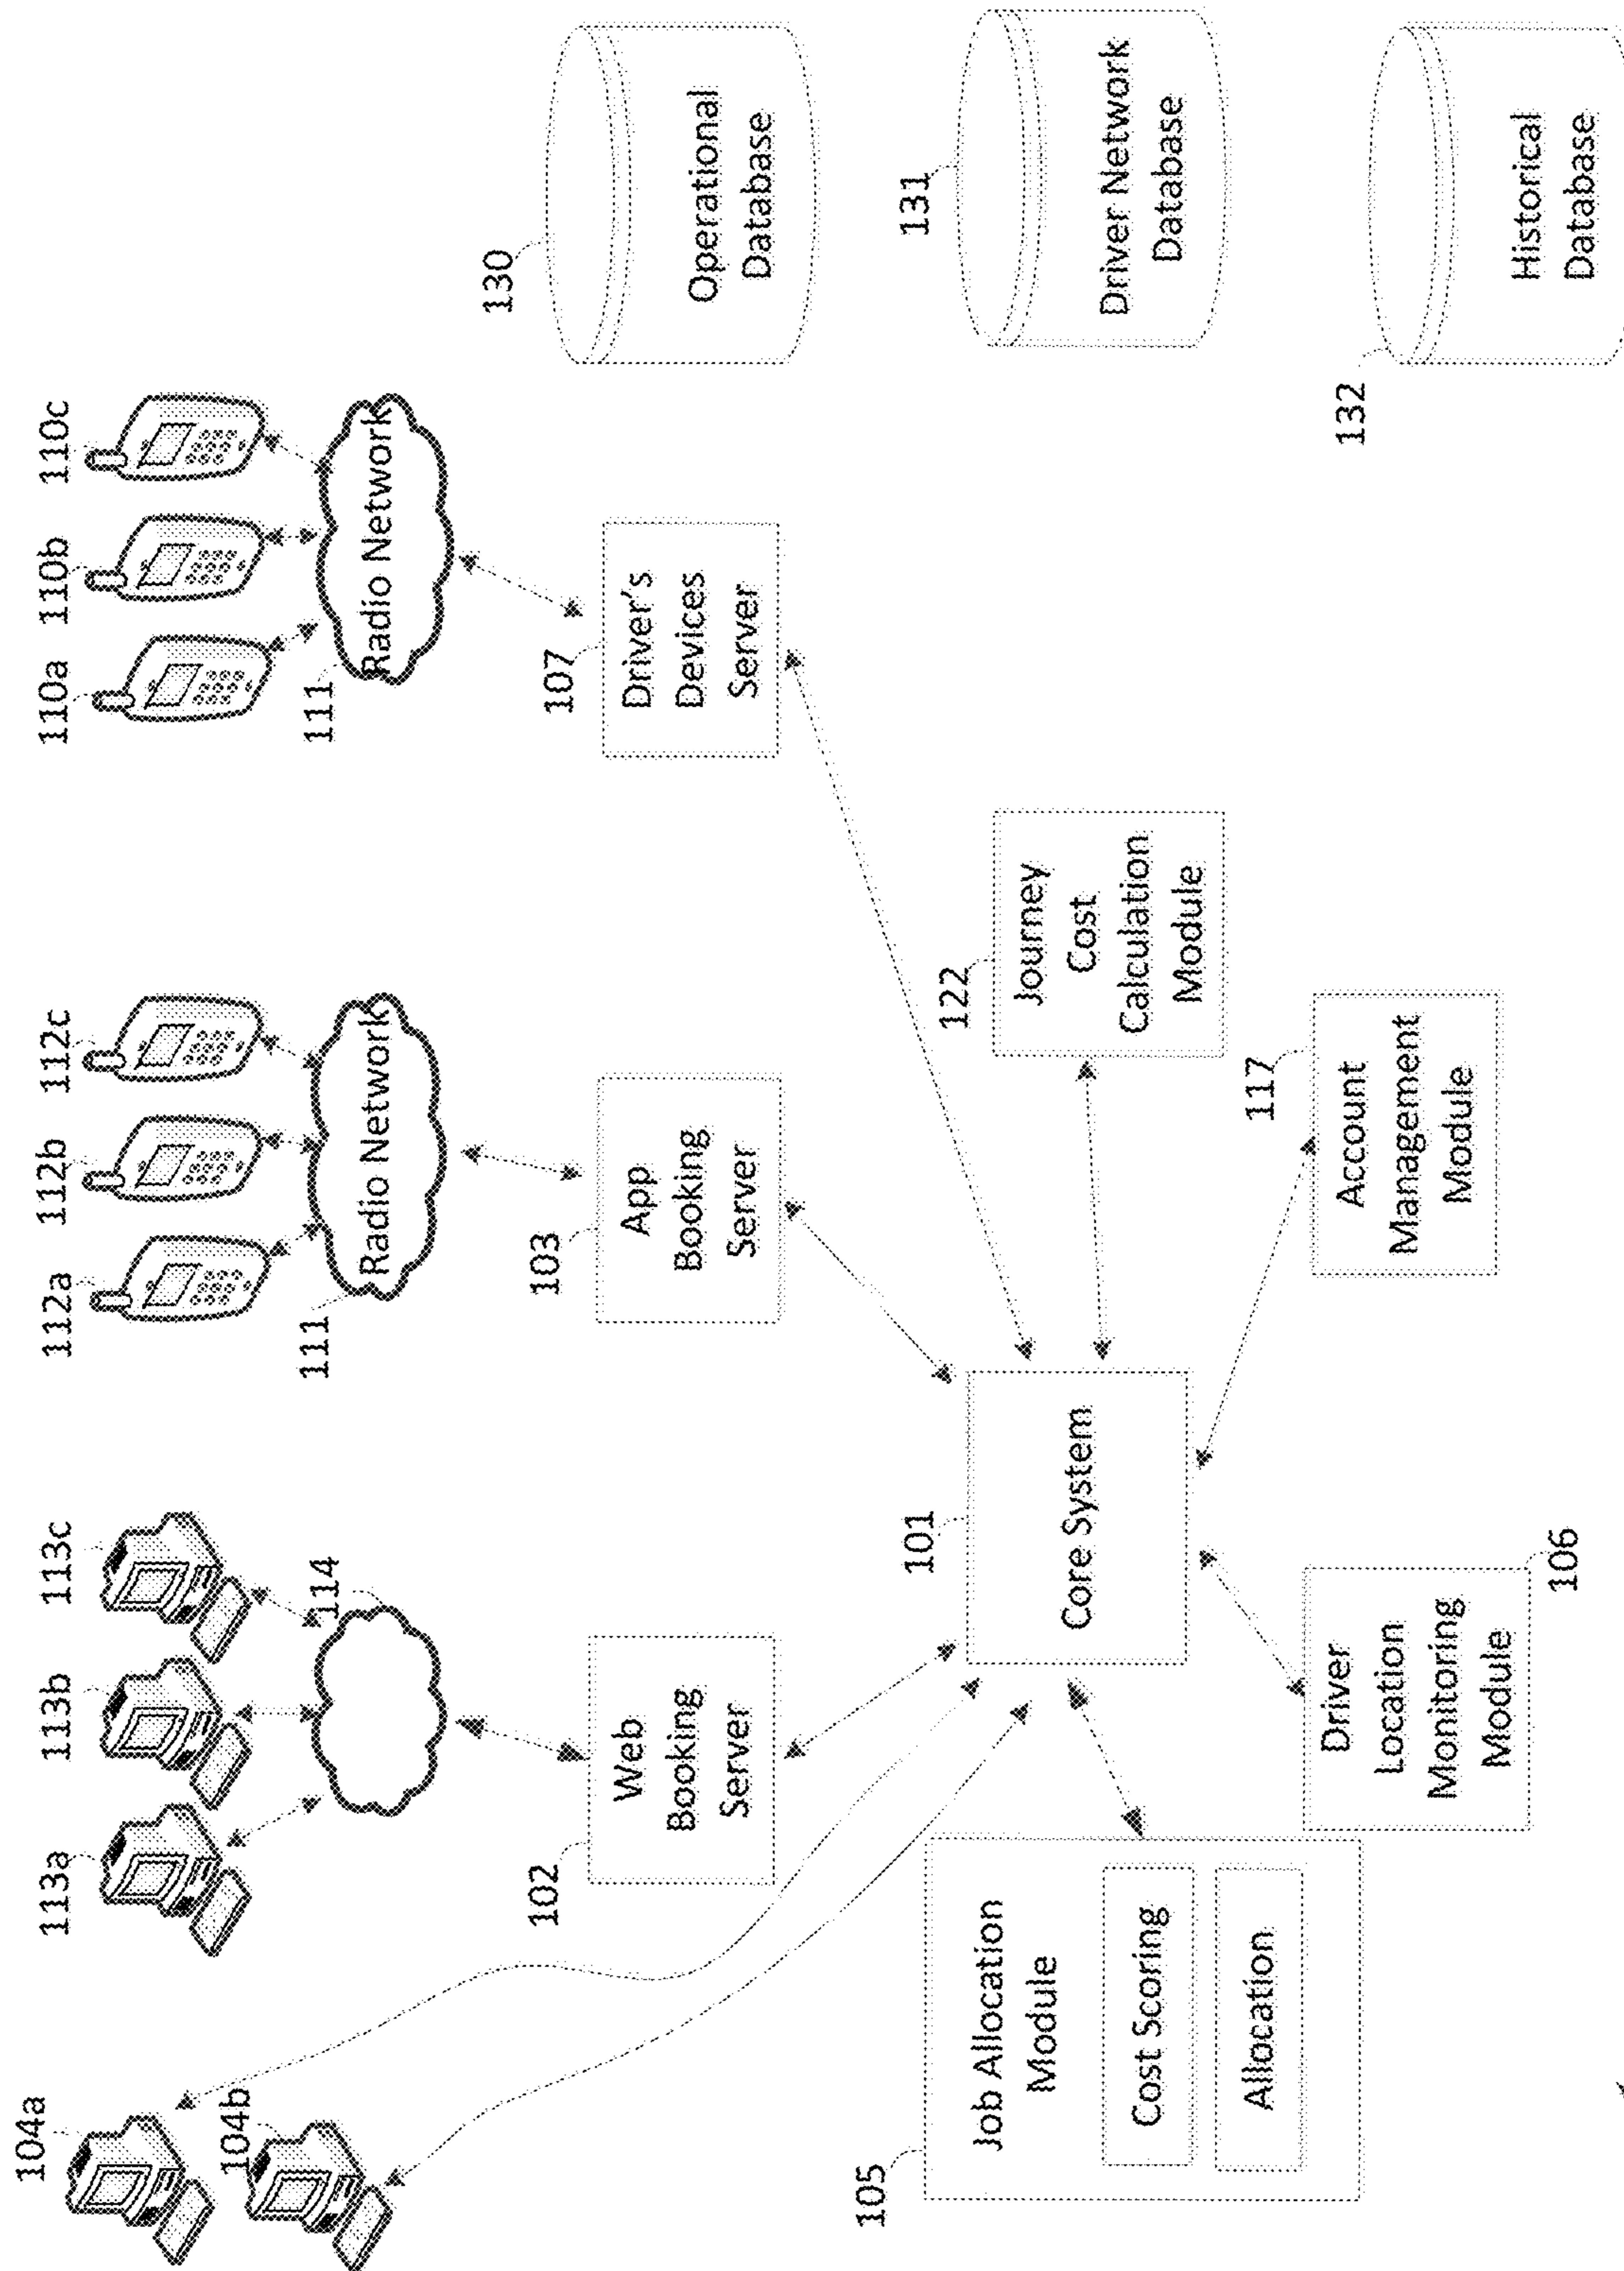 104a
104b
113a
113b
113c
114
112a
112b
112c
111
Radio Network
110a
110b
110c
111
Radio Network
102
Web
Booking
Server
103
App
Booking
Server
107
Driver's
Devices
Server
130
Operational
Database
131
Driver Network
Database
132
Historical
Database
101
Core System
122
Journey
Cost
Calculation
Module
117
Account
Management
Module
105
Job Allocation
Module
Cost Scoring
Allocation
Driver
Location
Monitoring
Module
106